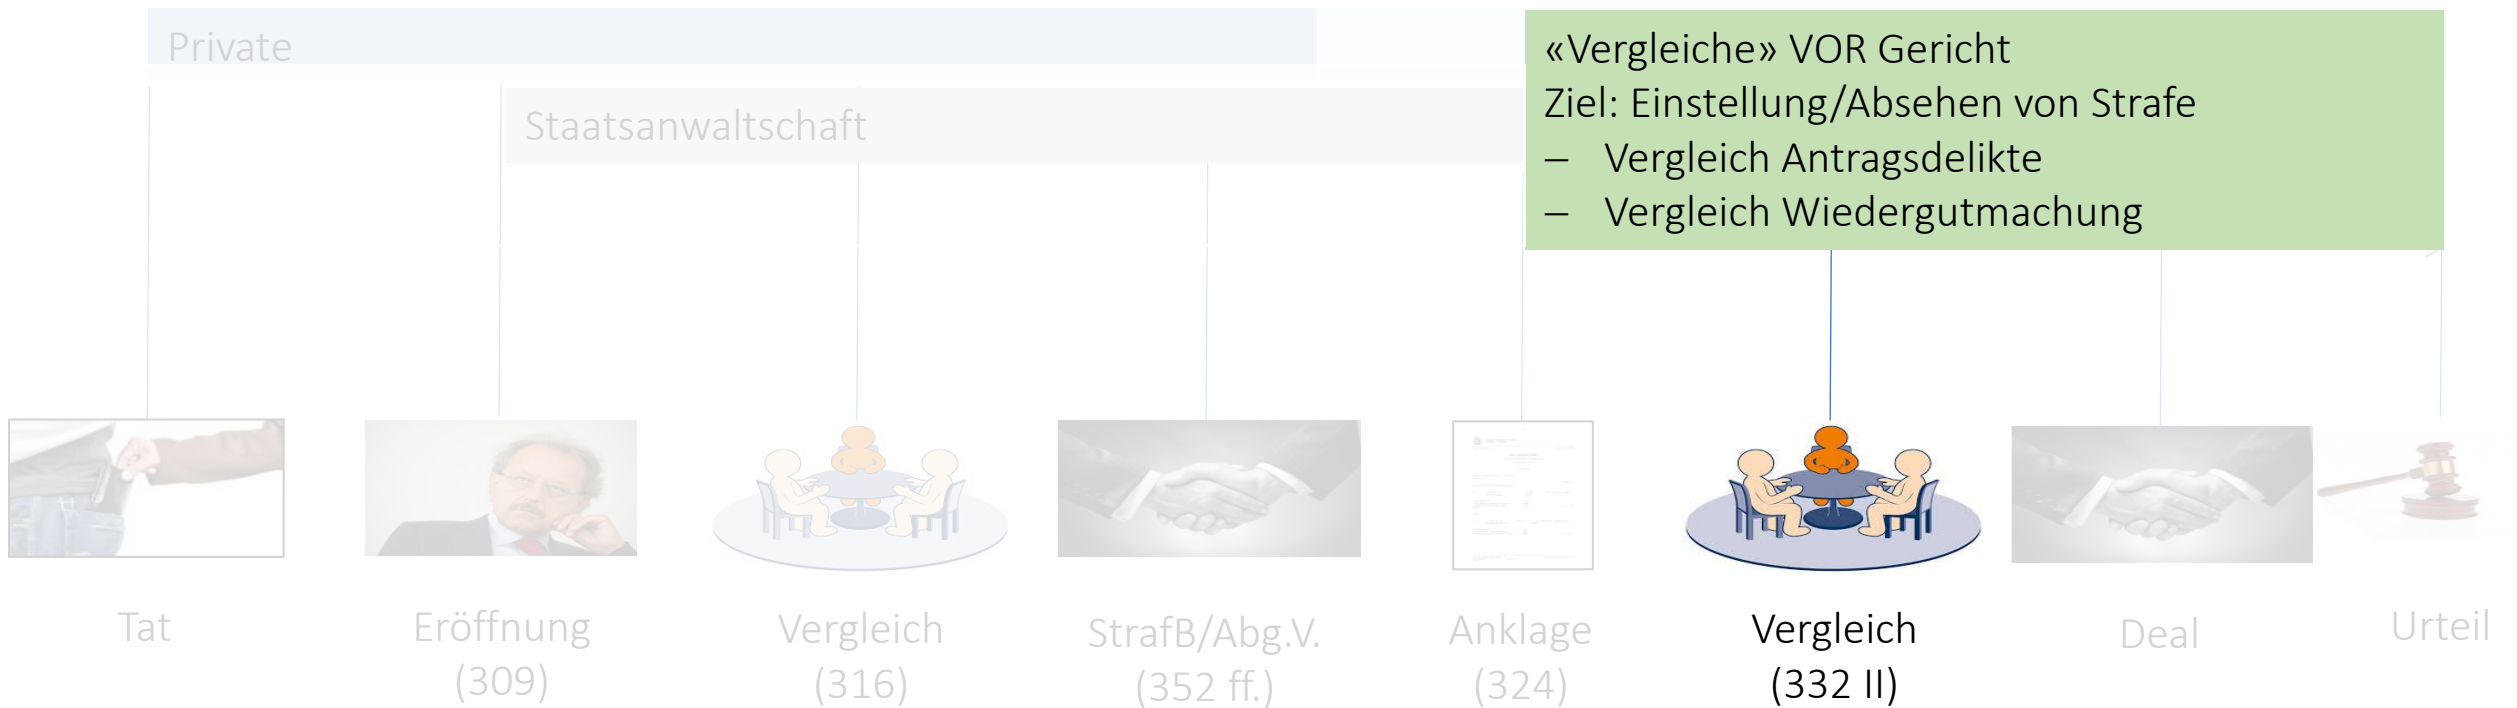 Private
«Vergleiche» VOR Gericht
Ziel: Einstellung/Absehen von Strafe
– Vergleich Antragsdelikte
– Vergleich Wiedergutmachung
Staatsanwaltschaft
Tat
Eröffnung
(309)
Vergleich
(316)
StrafB/Abg.V.
(352 ff.)
Anklage
(324)
Vergleich
(332 II)
Deal
Urteil